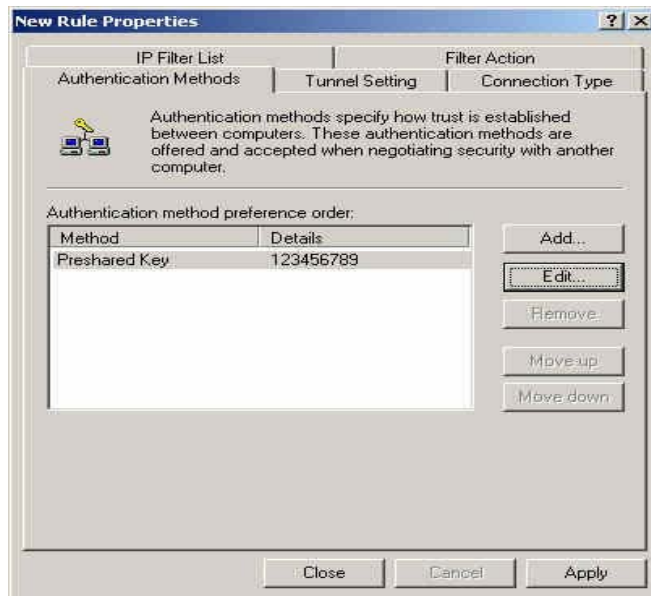 New Rule Properties
IP Filter List
Filter Action
Authentication Methods
Tunnel Setting
Connection Type
Authentication methods specify how trust is established
between computers. These authentication methods are
offered and accepted when negotiating security with another
computer.
Authentication method preference order:
Method Details
Preshared Key 123456789
Add...
Edit...
Remove
Move up
Move down
Close
Cancel
Apply